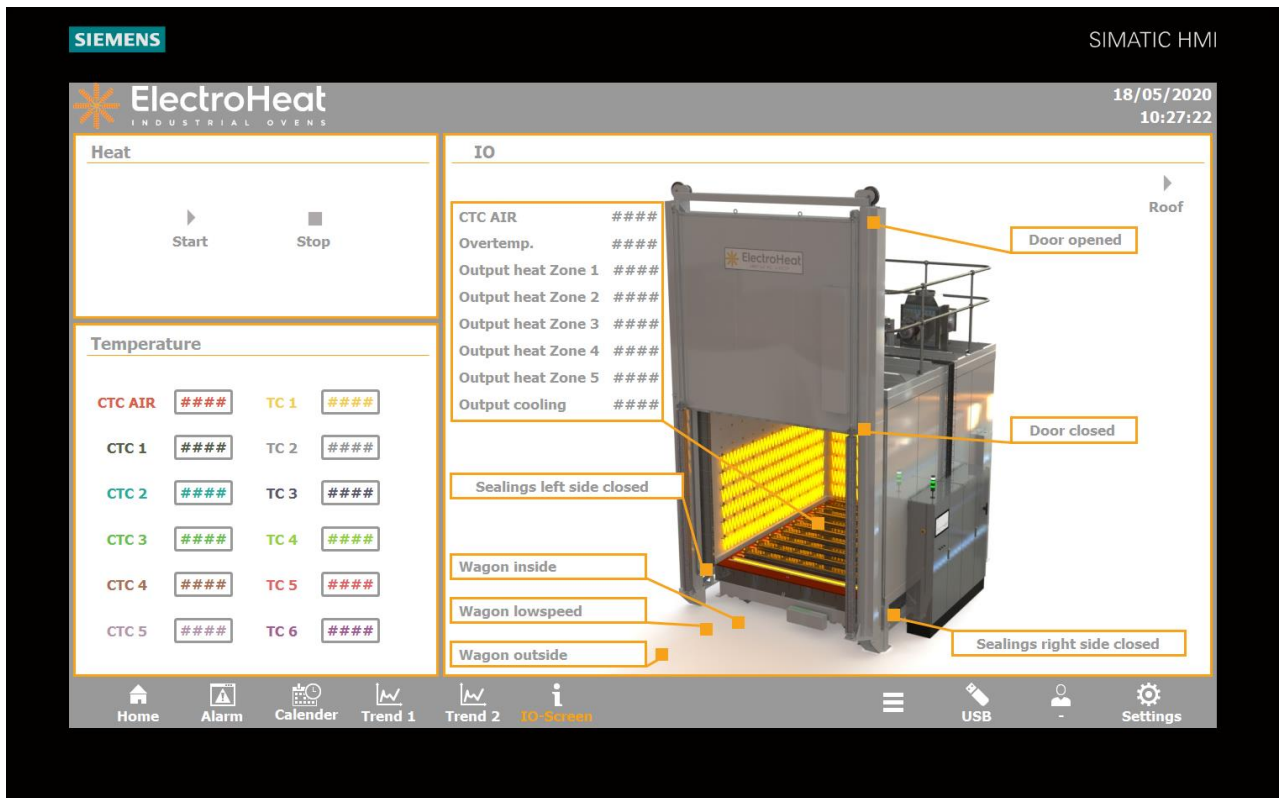 SIEMENS
SIMATIC HMI
ElectroHeat
INDUSTRIAL OVENS
18/05/2020
10:27:22
Heat
Start
Stop
Temperature
CTC AIR #### TC 1 ####
CTC 1 #### TC 2 ####
CTC 2 #### TC 3 ####
CTC 3 #### TC 4 ####
CTC 4 #### TC 5 ####
CTC 5 #### TC 6 ####
IO
Roof
CTC AIR ####
Overtemp. ####
Output heat Zone 1 ####
Output heat Zone 2 ####
Output heat Zone 3 ####
Output heat Zone 4 ####
Output heat Zone 5 ####
Output cooling ####
ElectroHeat
Door opened
Door closed
Sealings left side closed
Wagon inside
Wagon lowspeed
Wagon outside
Sealings right side closed
Home
Alarm
Calender
Trend 1
Trend 2
IO-Screen
USB
-
Settings